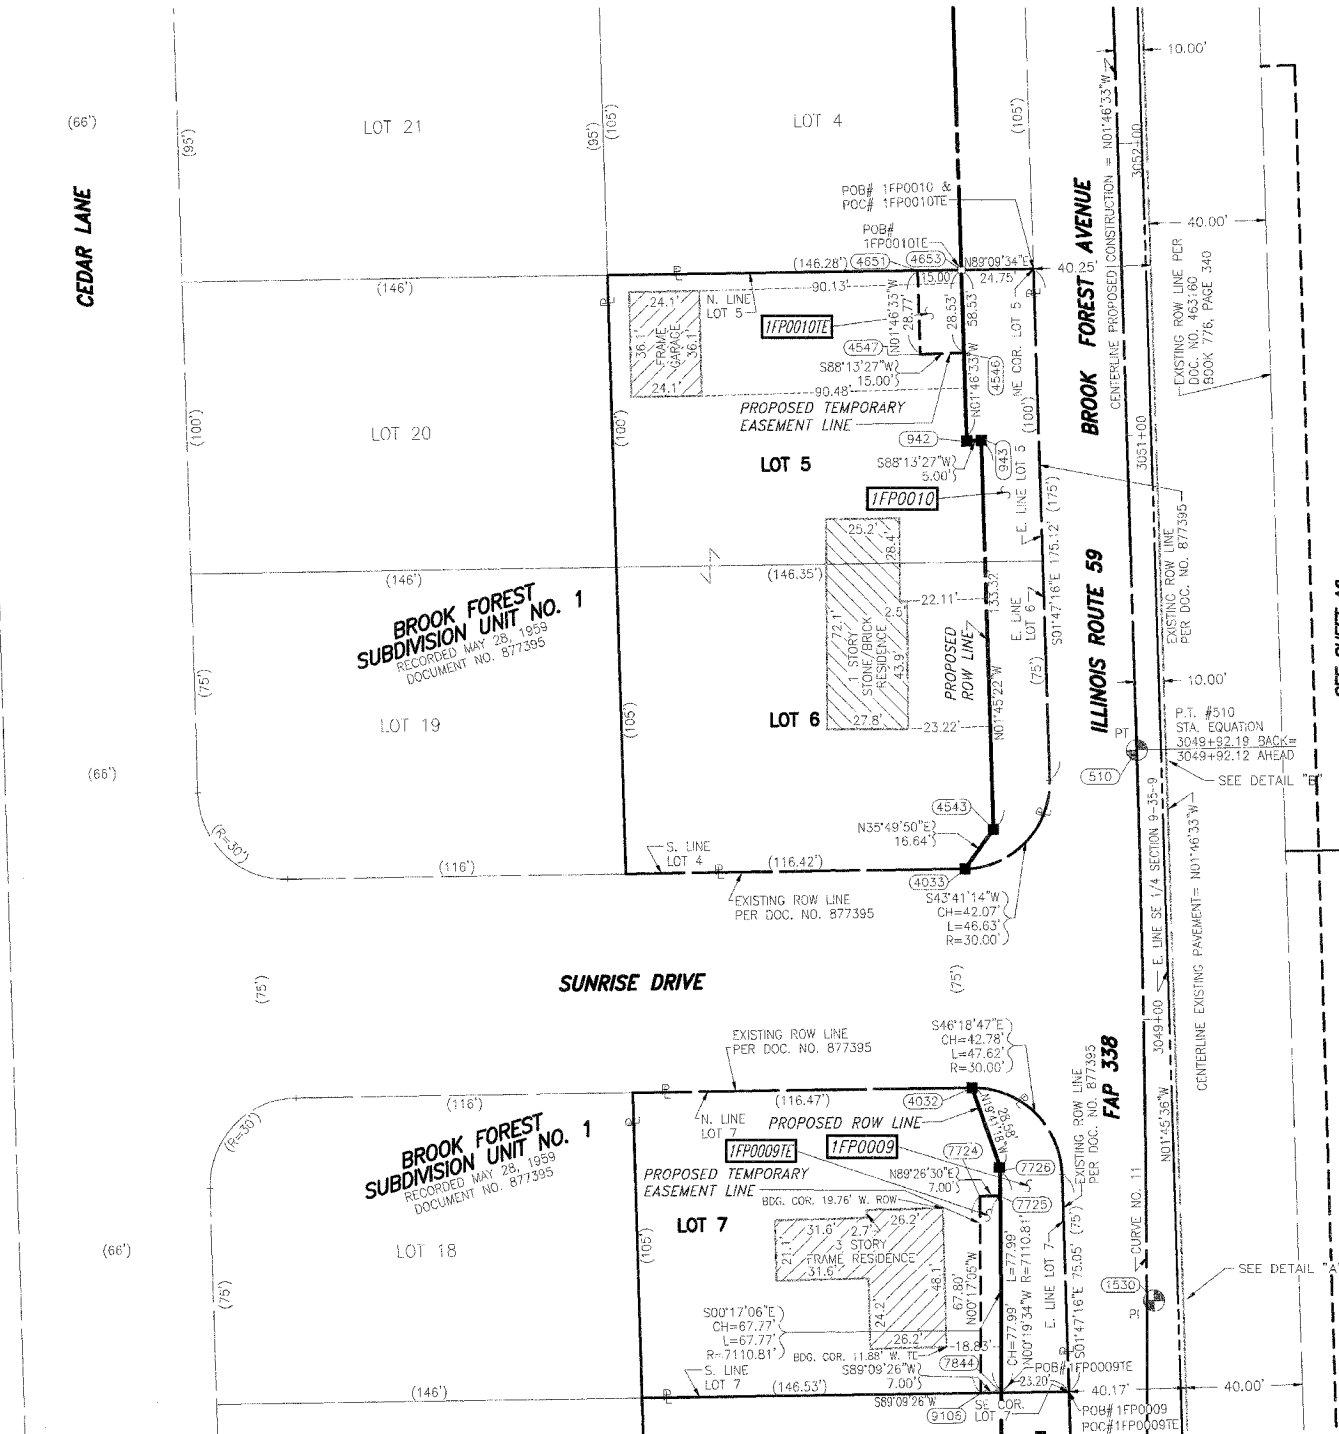 CEDAR LANE
(66')
(95')
LOT 21
(95')
(105')
LOT 4
(105')
10.00'
3052+00
CENTERLINE PROPOSED CONSTRUCTION = N01°46'33"W
BROOK FOREST AVENUE
40.00'
EXISTING ROW LINE PER
DOC. NO. 463160
BOOK 776, PAGE 340
POB# 1FP0010 &
POC# 1FP0010TE
POB#
1FP0010TE
(146.28')
4651
4653
N89°09'34"E
15.00'
24.75'
40.25'
(146')
90.13'
N. LINE
LOT 5
1FP0010TE
24.1'
36.1'
FRAME
GARAGE
36.1'
24.1'
N01°46'33"W
28.77'
28.53'
58.53'
N01°46'33"W
4547
S88°13'27"W
15.00'
4546
NE COR. LOT 5
90.48'
PROPOSED TEMPORARY
EASEMENT LINE
(100')
LOT 20
(100')
(100')
942
943
LOT 5
S88°13'27"W
5.00'
1FP0010
E. LINE LOT 5
3051+00
S01°47'16"E 175.12' (175')
EXISTING ROW LINE
PER DOC. NO. 877395
25.2'
28.4'
(146')
(146.35')
22.11'
2.5'
133.32'
72.1'
1 STORY
STONE/BRICK
RESIDENCE
43.9'
27.8'
23.22'
PROPOSED
ROW LINE
N01°45'22"W
E. LINE
LOT 6
(75')
ILLINOIS ROUTE 59
BROOK FOREST
SUBDIVISION UNIT NO. 1
RECORDED MAY 28, 1959
DOCUMENT NO. 877395
(75')
LOT 19
(105')
LOT 6
10.00'
P.T. #510
STA. EQUATION
3049+92.19 BACK=
3049+92.12 AHEAD
PT
510
SEE DETAIL "B"
(66')
(R=30')
4543
N35°49'50"E
16.64'
(116')
S. LINE
LOT 4
(116.42')
4033
EXISTING ROW LINE
PER DOC. NO. 877395
S43°41'14"W
CH=42.07'
L=46.63'
R=30.00'
E. LINE SE 1/4 SECTION 9-35-9
3049+00
CENTERLINE EXISTING PAVEMENT= N01°46'33"W
(75')
SUNRISE DRIVE
(75')
EXISTING ROW LINE
PER DOC. NO. 877395
S46°18'47"E
CH=42.78'
L=47.62'
R=30.00'
EXISTING ROW LINE
PER DOC. NO. 877395
FAP 338
N01°45'36"W
(R=30')
(116')
(116.47')
4032
N. LINE
LOT 7
PROPOSED ROW LINE
28.68'
BROOK FOREST
SUBDIVISION UNIT NO. 1
RECORDED MAY 28, 1959
DOCUMENT NO. 877395
1FP0009TE
1FP0009
7724
7726
N89°26'30"E
7.00'
7725
PROPOSED TEMPORARY
EASEMENT LINE
BDG. COR. 19.76' W. ROW
LOT 7
(66')
LOT 18
(75')
(105')
31.6'
2.7'
26.2'
21.1'
3 STORY
FRAME RESIDENCE
31.6'
48.1'
24.2'
26.2'
67.80'
N00°17'05"W
CH=77.99' L=77.99'
N00°19'34"W R=7110.81'
E. LINE LOT 7
S01°47'16"E 75.05' (75')
CURVE NO. 11
1530
PI
SEE DETAIL "A"
S00°17'06"E
CH=67.77'
L=67.77'
R=7110.81'
BDG. COR. 11.88' W. TE
18.83'
7844
S89°09'26"W
7.00'
POB#1FP0009TE
23.20'
(146')
S. LINE
LOT 7
(146.53')
S89°09'26"W
9106
SE COR.
LOT 7
40.17'
40.00'
POB#1FP0009
POC#1FP0009TE